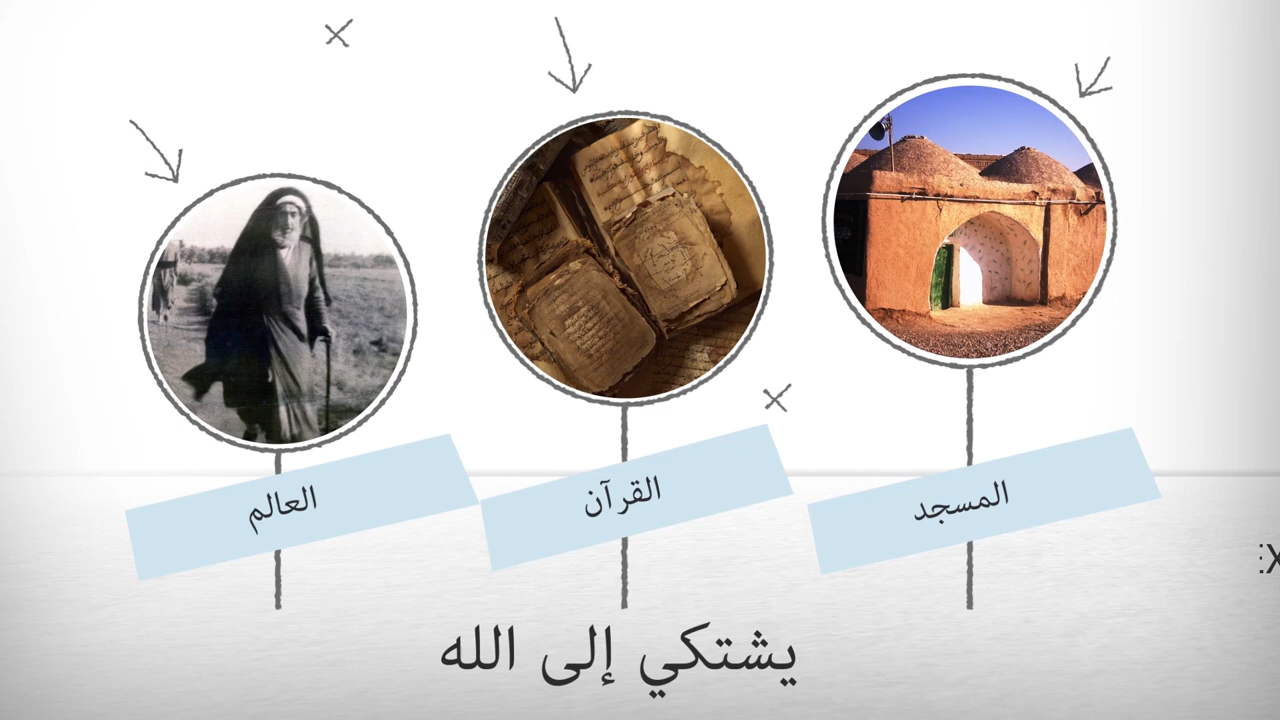 المسجد
القرآن
العالم
يشتكي إلى الله